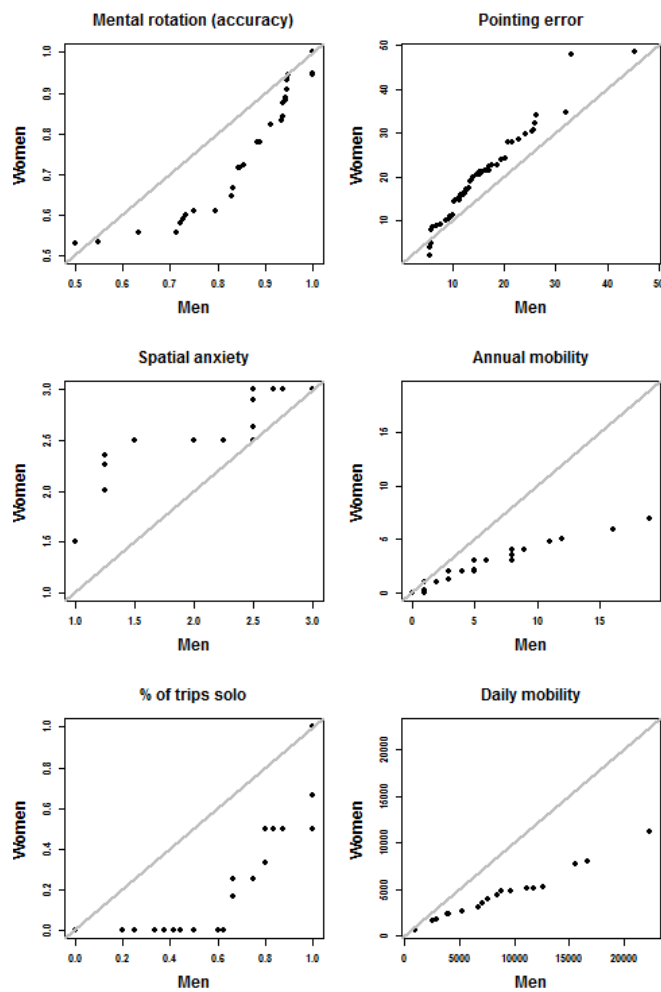 Mental rotation (accuracy)
Women
0.5 0.6 0.7 0.8 0.9 1.0
0.5 0.6 0.7 0.8 0.9 1.0
Men
Pointing error
Women
10 20 30 40 50
10 20 30 40 50
Men
Spatial anxiety
Women
1.0 1.5 2.0 2.5 3.0
1.0 1.5 2.0 2.5 3.0
Men
Annual mobility
Women
0 5 10 15
0 5 10 15
Men
% of trips solo
Women
0.0 0.2 0.4 0.6 0.8 1.0
0.0 0.2 0.4 0.6 0.8 1.0
Men
Daily mobility
Women
0 5000 10000 15000 20000
0 5000 10000 15000 20000
Men